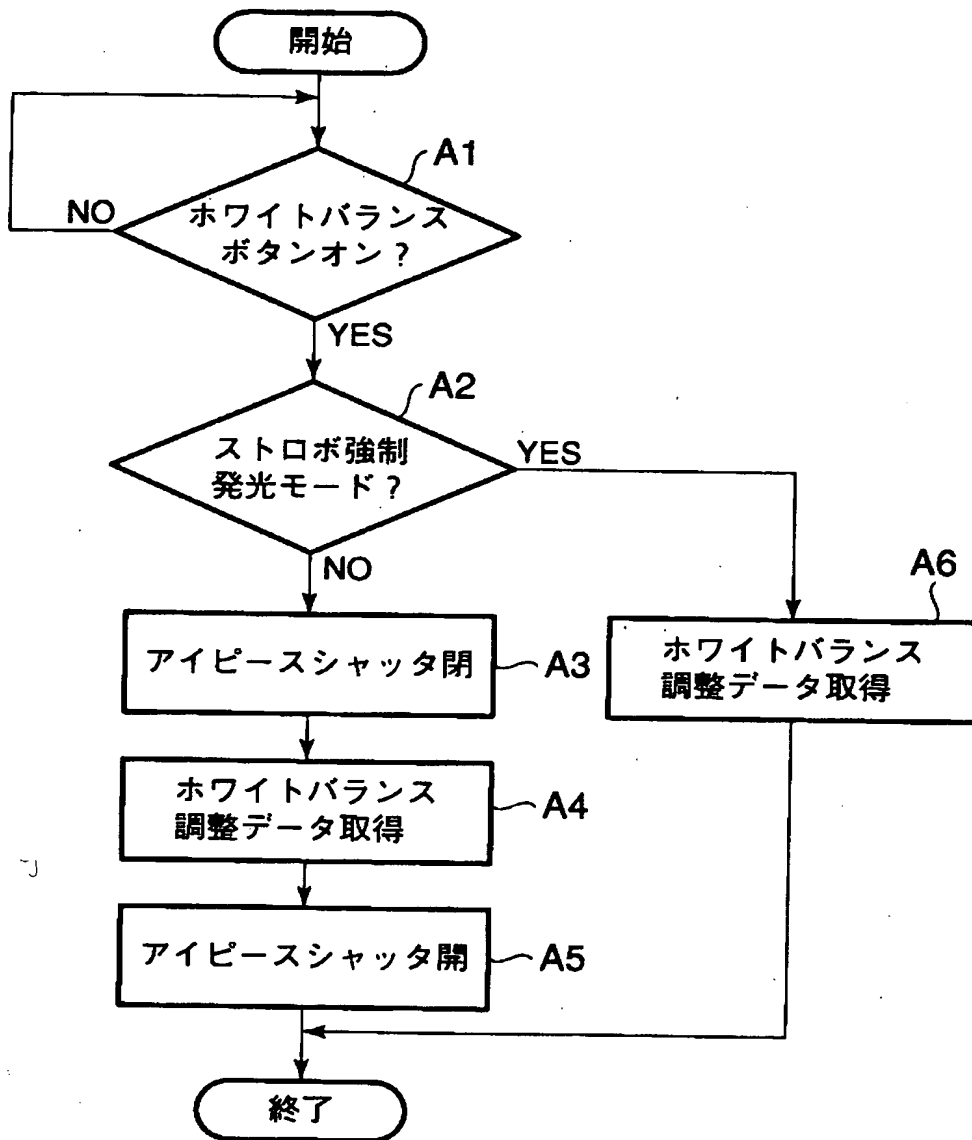 開始
A1
ホワイトバランス
ボタンオン?
NO
YES
A2
ストロボ強制
発光モード?
YES
NO
A6
ホワイトバランス
調整データ取得
アイピースシャッタ閉
A3
ホワイトバランス
調整データ取得
A4
アイピースシャッタ開
A5
終了